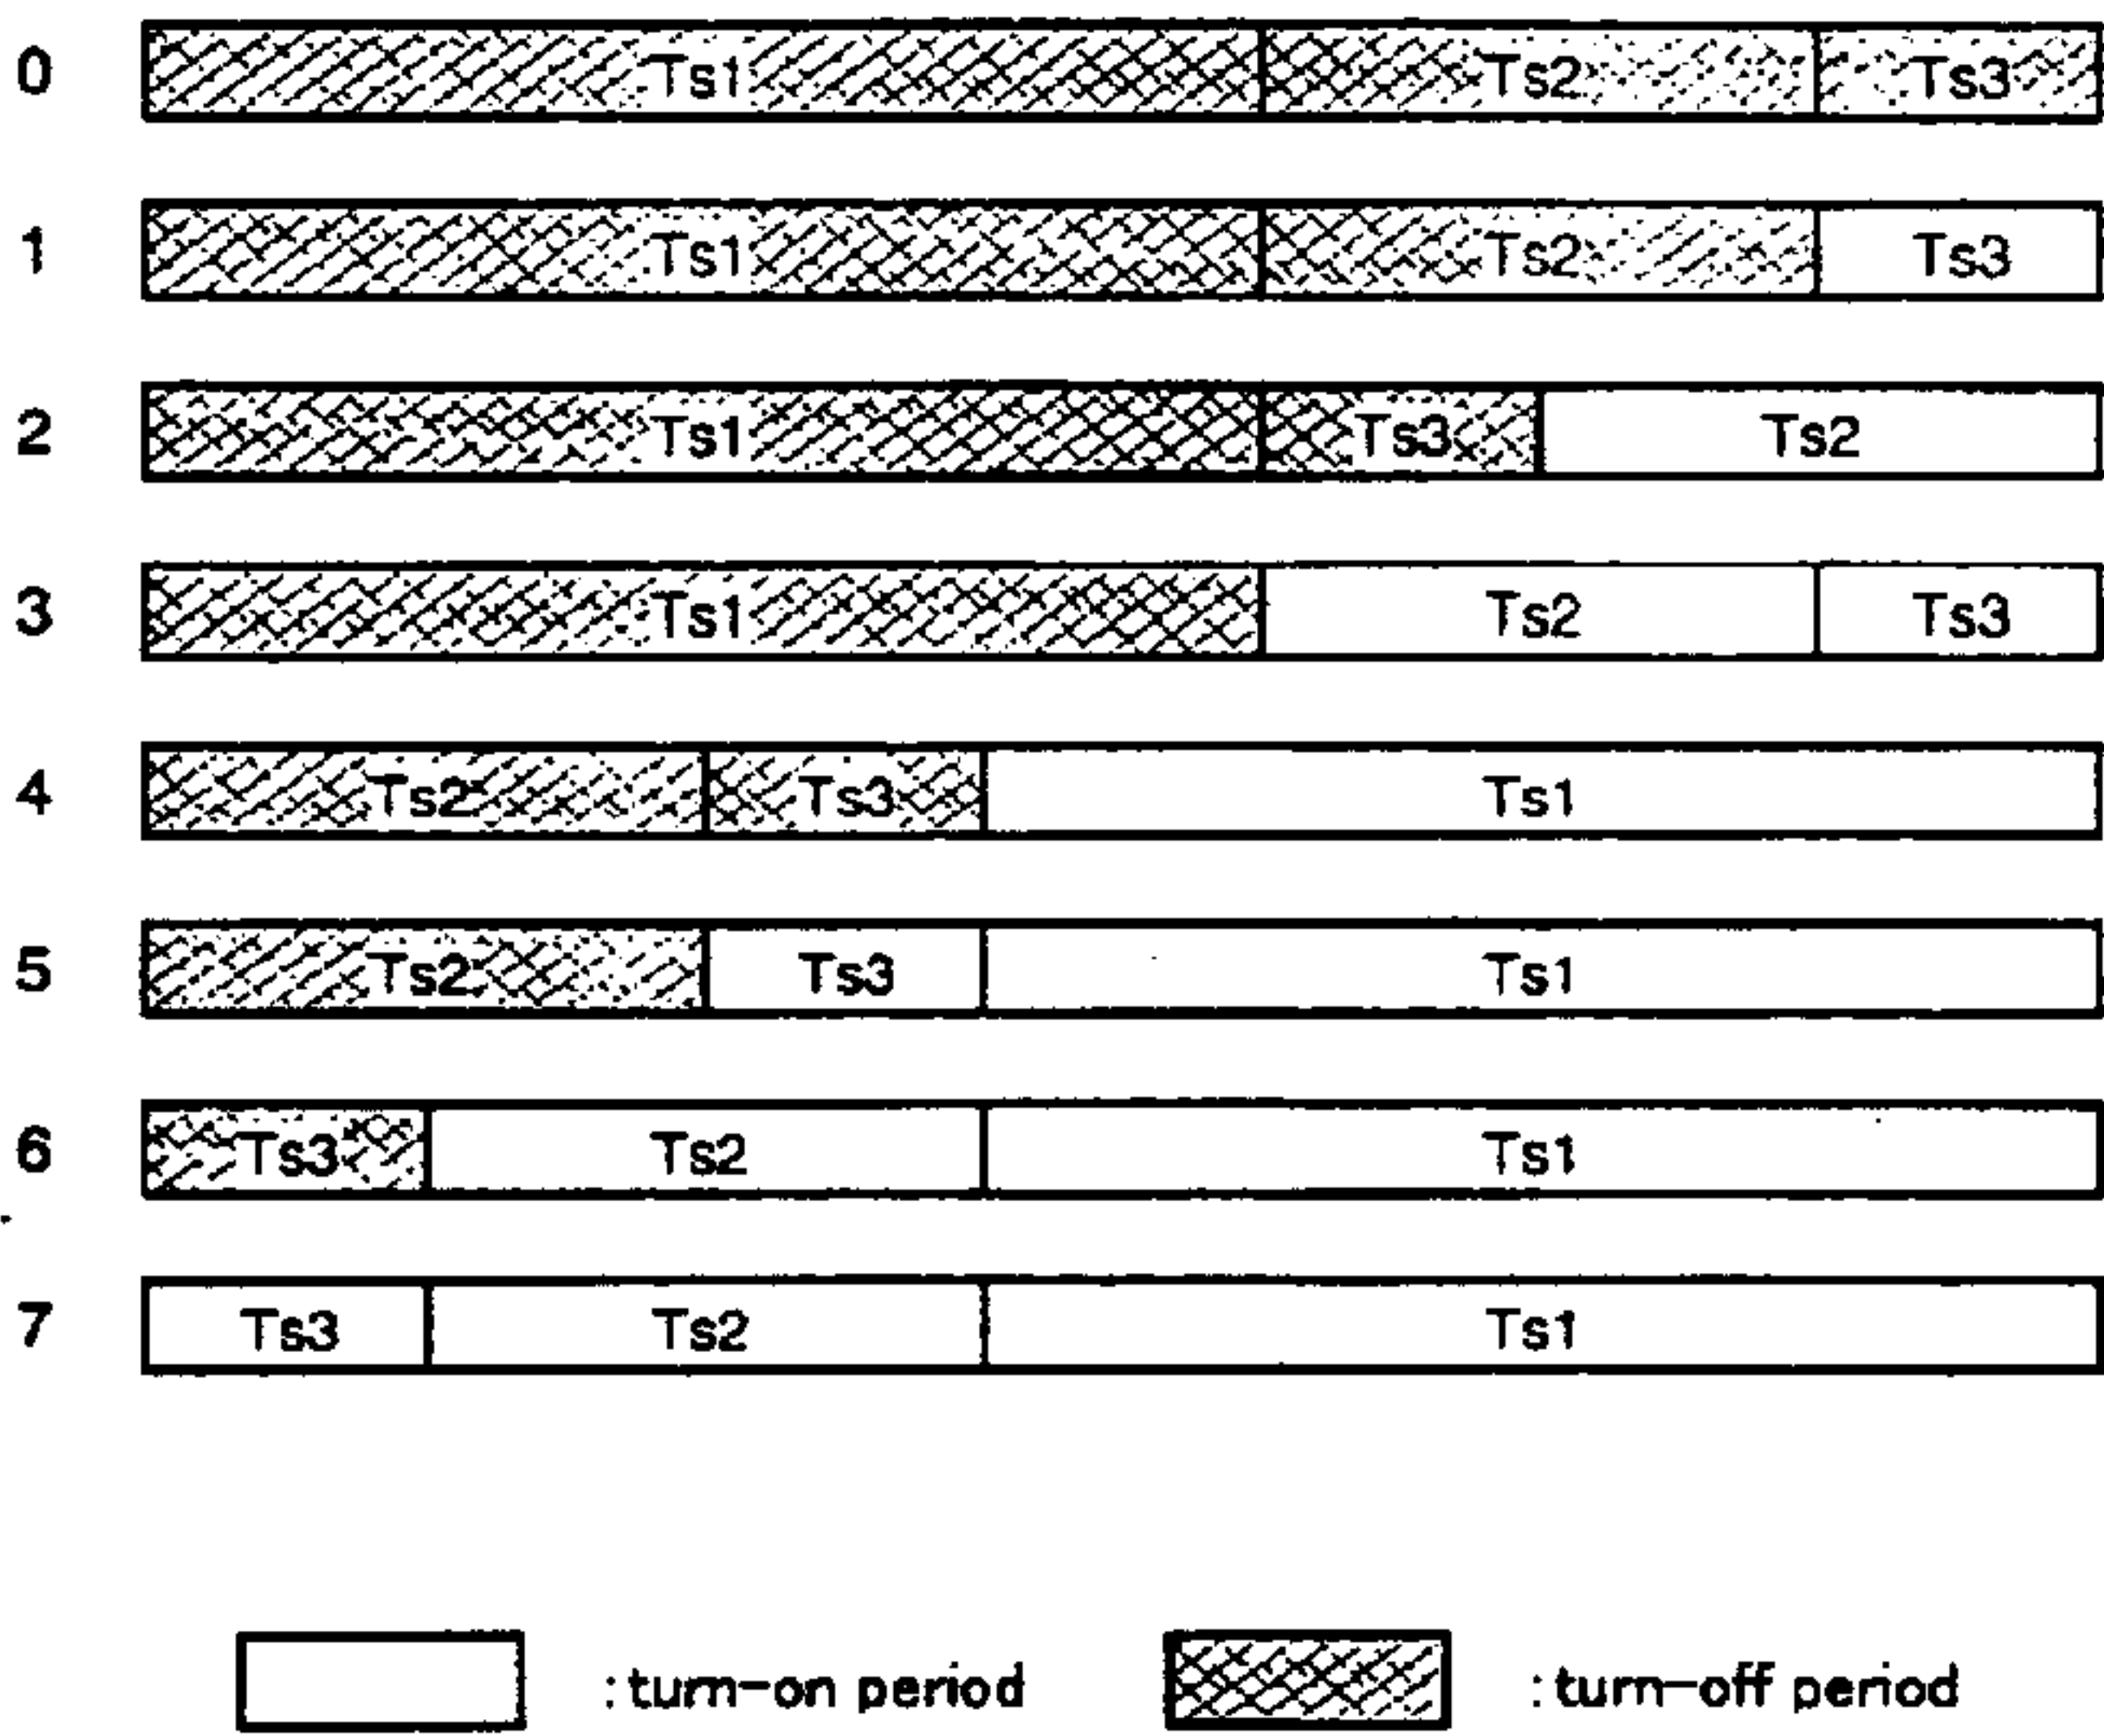 0 Ts1 Ts2 Ts3
1 Ts1 Ts2 Ts3
2 Ts1 Ts3 Ts2
3 Ts1 Ts2 Ts3
4 Ts2 Ts3 Ts1
5 Ts2 Ts3 Ts1
6 Ts3 Ts2 Ts1
7 Ts3 Ts2 Ts1
:turn-on period :turn-off period